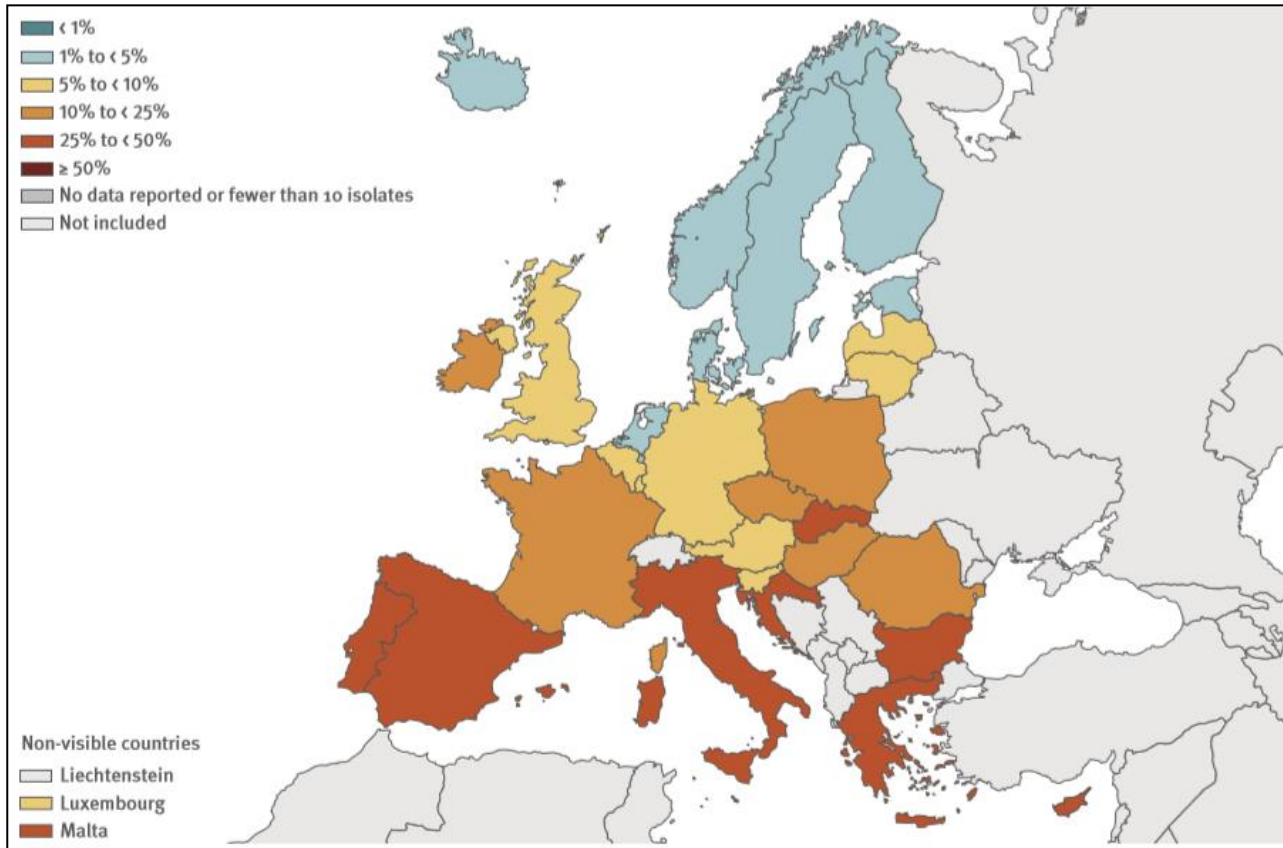 < 1%
1% to < 5%
5% to < 10%
10% to < 25%
25% to < 50%
≥ 50%
No data reported or fewer than 10 isolates
Not included
Non-visible countries
Liechtenstein
Luxembourg
Malta